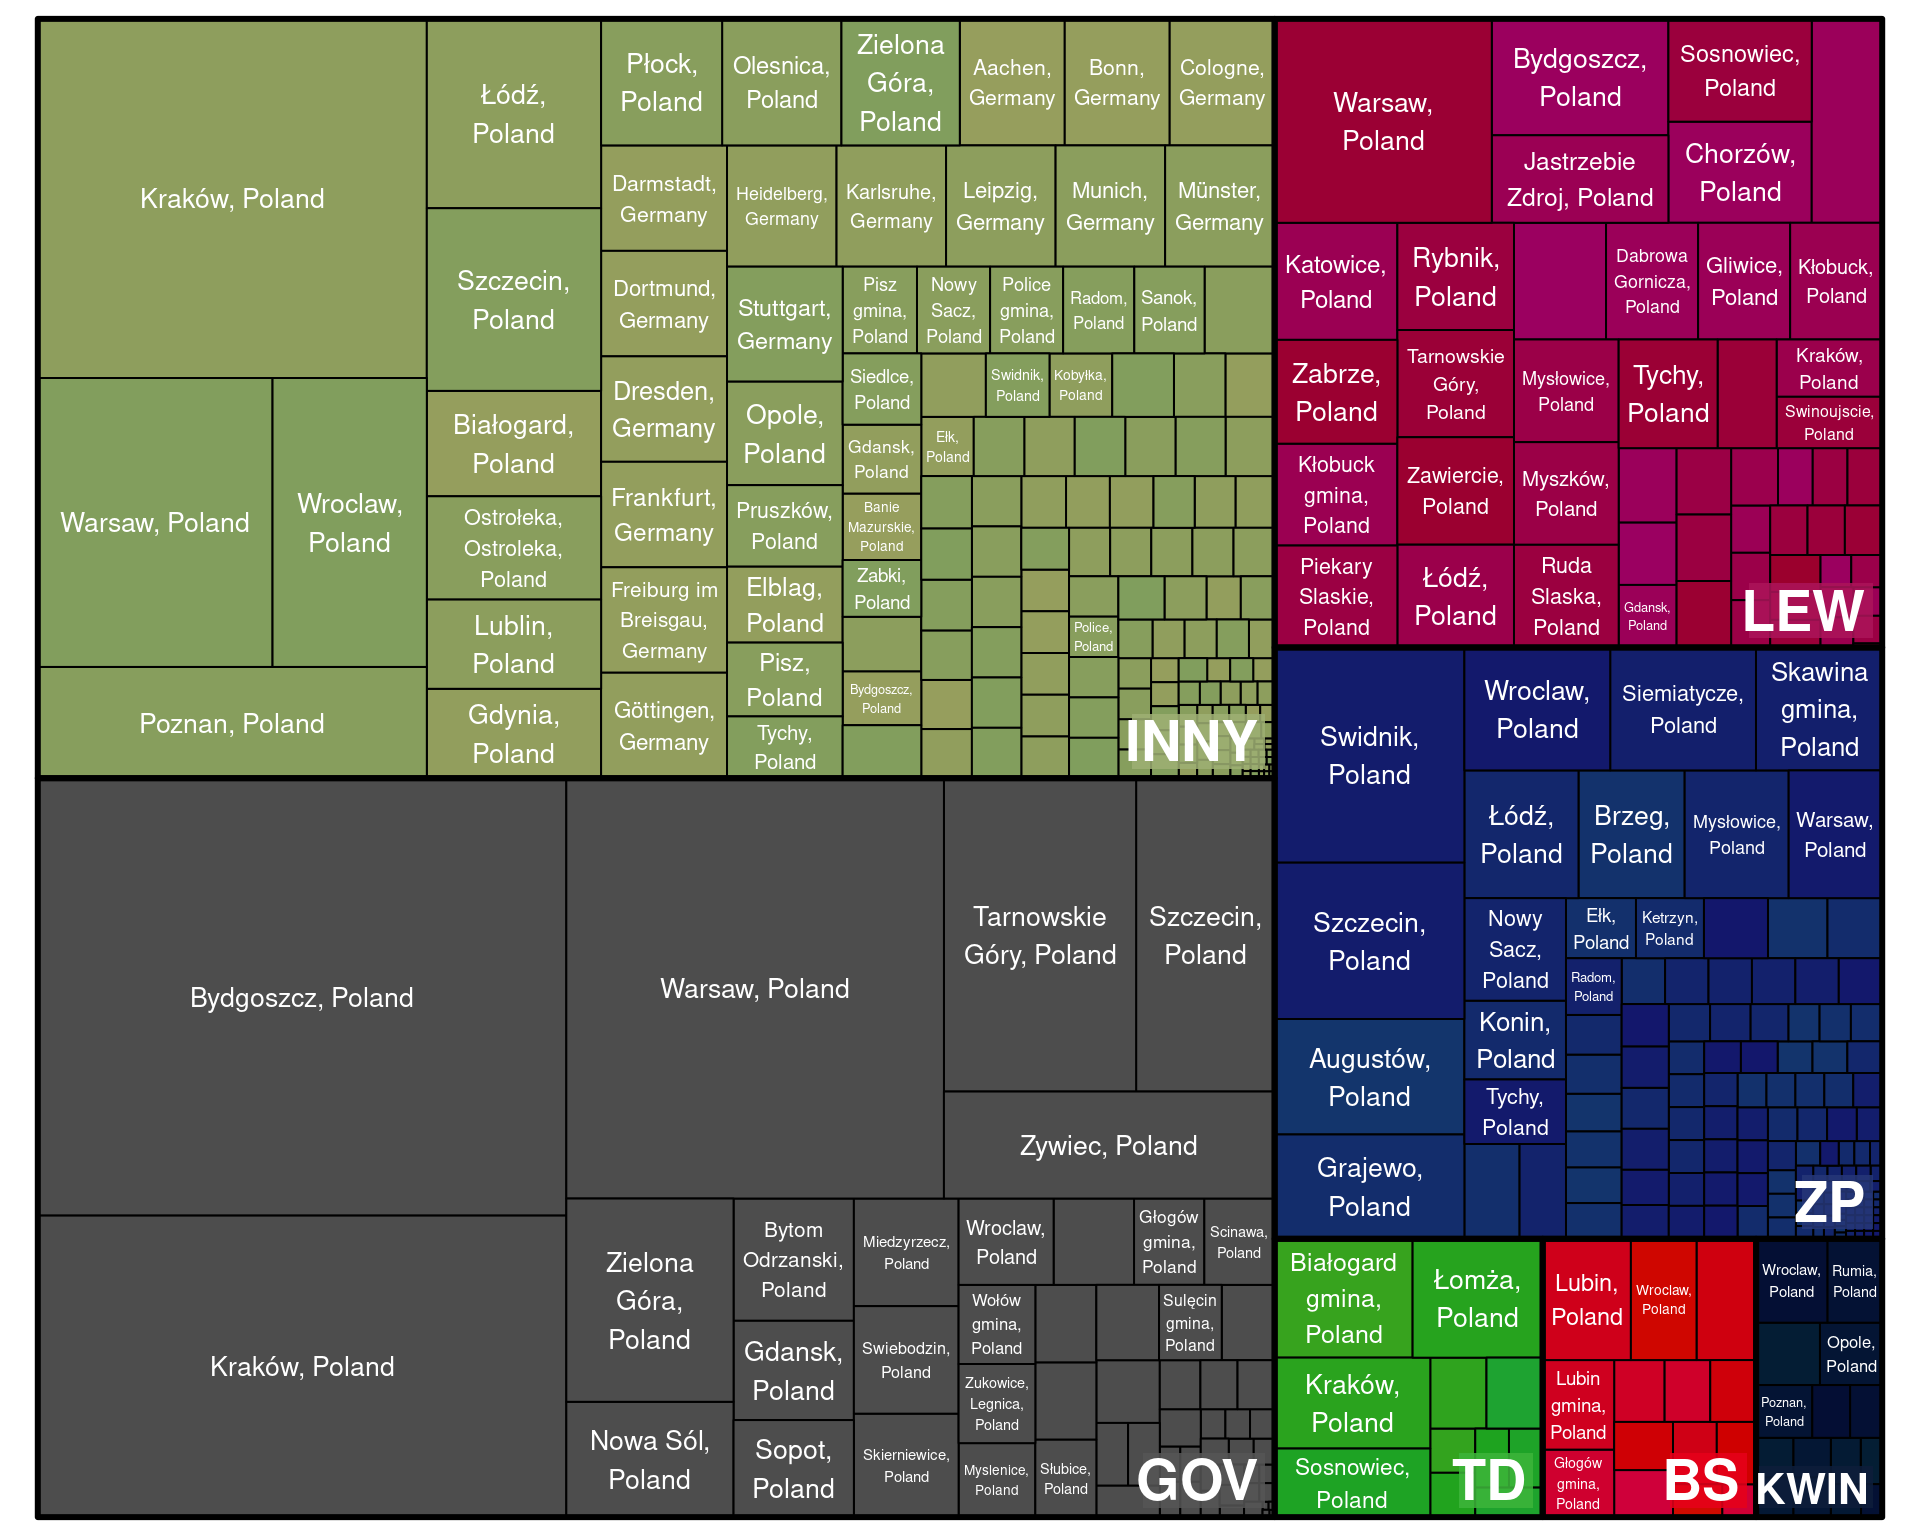 Kraków, Poland
Warsaw, Poland
Wroclaw,
Poland
Poznan, Poland
Łódź,
Poland
Szczecin,
Poland
Białogard,
Poland
Ostrołeka,
Ostroleka,
Poland
Lublin,
Poland
Gdynia,
Poland
Płock,
Poland
Olesnica,
Poland
Zielona
Góra,
Poland
Aachen,
Germany
Bonn,
Germany
Cologne,
Germany
Darmstadt,
Germany
Heidelberg,
Germany
Karlsruhe,
Germany
Leipzig,
Germany
Munich,
Germany
Münster,
Germany
Dortmund,
Germany
Dresden,
Germany
Frankfurt,
Germany
Freiburg im
Breisgau,
Germany
Göttingen,
Germany
Stuttgart,
Germany
Opole,
Poland
Pruszków,
Poland
Elblag,
Poland
Pisz,
Poland
Tychy,
Poland
Pisz
gmina,
Poland
Nowy
Sacz,
Poland
Police
gmina,
Poland
Radom,
Poland
Sanok,
Poland
Siedlce,
Poland
Swidnik,
Poland
Kobyłka,
Poland
Gdansk,
Poland
Ełk,
Poland
Banie
Mazurskie,
Poland
Zabki,
Poland
Police,
Poland
Bydgoszcz,
Poland
INNY
Warsaw,
Poland
Bydgoszcz,
Poland
Jastrzebie
Zdroj, Poland
Sosnowiec,
Poland
Chorzów,
Poland
Katowice,
Poland
Rybnik,
Poland
Dabrowa
Gornicza,
Poland
Gliwice,
Poland
Kłobuck,
Poland
Zabrze,
Poland
Tarnowskie
Góry,
Poland
Mysłowice,
Poland
Tychy,
Poland
Kraków,
Poland
Swinoujscie,
Poland
Kłobuck
gmina,
Poland
Zawiercie,
Poland
Myszków,
Poland
Piekary
Slaskie,
Poland
Łódź,
Poland
Ruda
Slaska,
Poland
Gdansk,
Poland
LEW
Swidnik,
Poland
Szczecin,
Poland
Augustów,
Poland
Grajewo,
Poland
Wroclaw,
Poland
Siemiatycze,
Poland
Skawina
gmina,
Poland
Łódź,
Poland
Brzeg,
Poland
Mysłowice,
Poland
Warsaw,
Poland
Nowy
Sacz,
Poland
Ełk,
Poland
Ketrzyn,
Poland
Radom,
Poland
Konin,
Poland
Tychy,
Poland
ZP
Bydgoszcz, Poland
Kraków, Poland
Warsaw, Poland
Tarnowskie
Góry, Poland
Szczecin,
Poland
Zywiec, Poland
Zielona
Góra,
Poland
Nowa Sól,
Poland
Bytom
Odrzanski,
Poland
Gdansk,
Poland
Sopot,
Poland
Miedzyrzecz,
Poland
Swiebodzin,
Poland
Skierniewice,
Poland
Wroclaw,
Poland
Głogów
gmina,
Poland
Scinawa,
Poland
Wołów
gmina,
Poland
Sulęcin
gmina,
Poland
Zukowice,
Legnica,
Poland
Myslenice,
Poland
Słubice,
Poland
GOV
Białogard
gmina,
Poland
Łomża,
Poland
Kraków,
Poland
Sosnowiec,
Poland
TD
Lubin,
Poland
Wroclaw,
Poland
Lubin
gmina,
Poland
Głogów
gmina,
Poland
BS
Wroclaw,
Poland
Rumia,
Poland
Opole,
Poland
Poznan,
Poland
KWIN